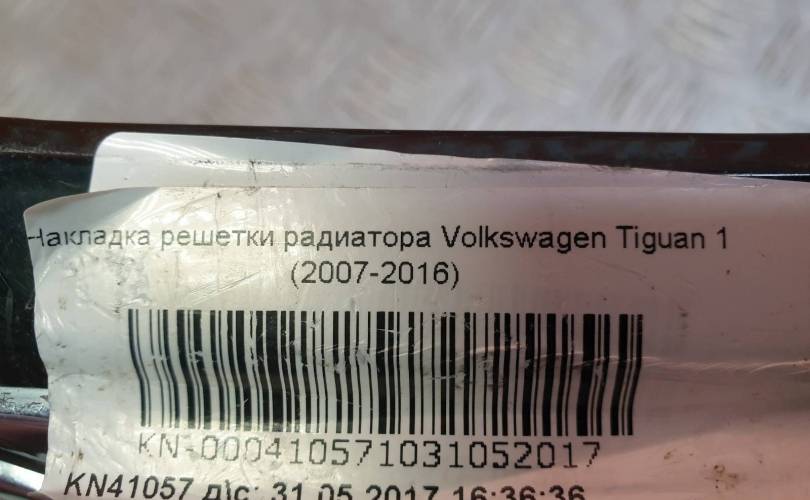 Накладка решетки радиатора Volkswagen Tiguan 1
(2007-2016)
KN-000410571031052017
KN41057 д\с: 31.05.2017 16:36:36